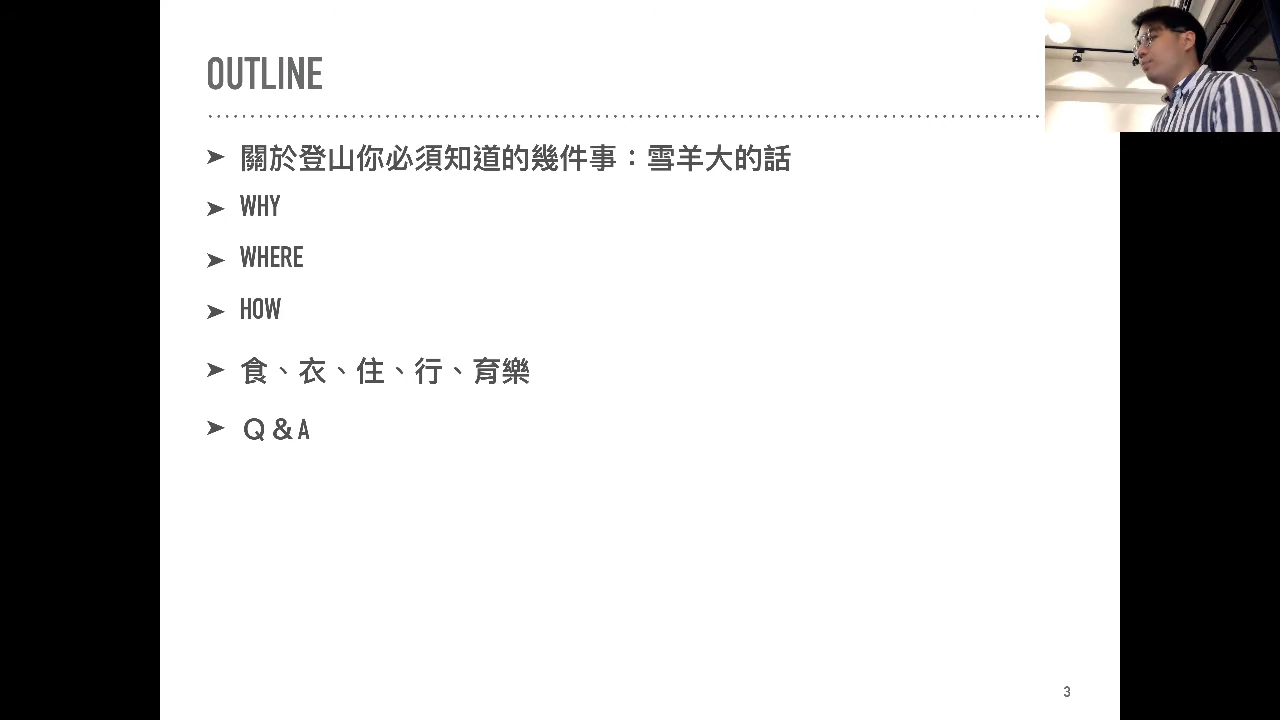 OUTLINE
➤ 關於登山你必須知道的幾件事：雪羊大的話
➤ WHY
➤ WHERE
➤ HOW
➤ 食、衣、住、行、育樂
➤ Q & A
3